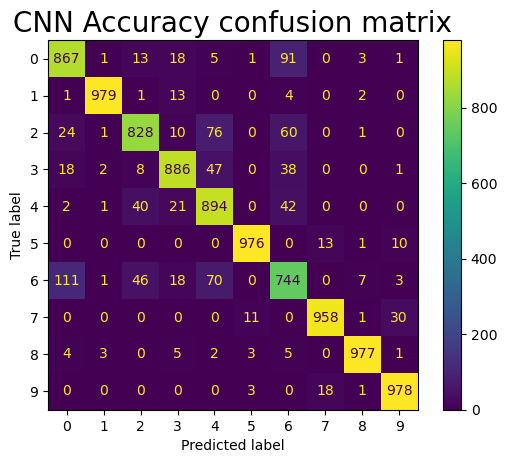 CNN Accuracy confusion matrix
0 867 1 13 18 5 1 91 0 3 1
1 1 979 1 13 0 0 4 0 2 0
2 24 1 828 10 76 0 60 0 1 0
3 18 2 8 886 47 0 38 0 0 1
4 2 1 40 21 894 0 42 0 0 0
5 0 0 0 0 0 976 0 13 1 10
6 111 1 46 18 70 0 744 0 7 3
7 0 0 0 0 0 11 0 958 1 30
8 4 3 0 5 2 3 5 0 977 1
9 0 0 0 0 0 3 0 18 1 978
0 1 2 3 4 5 6 7 8 9
True label
Predicted label
800
600
400
200
0